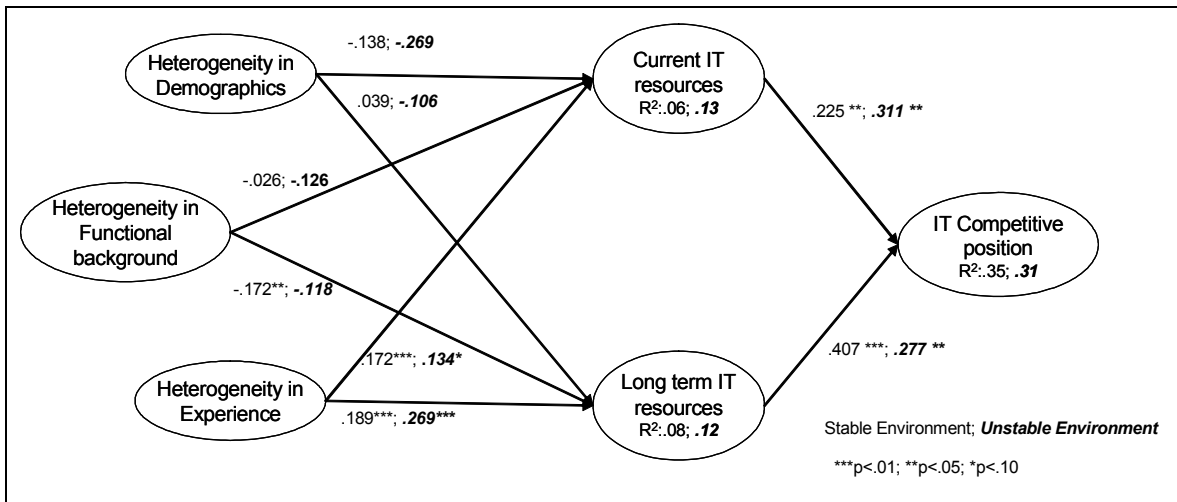 -.138; -.269
Heterogeneity in
Demographics
.039; -.106
Current IT
resources
R²:.06; .13
.225 **; .311 **
-.026; -.126
Heterogeneity in
Functional
background
IT Competitive
position
R²:.35; .31
-.172**; -.118
.172***; .134*
.407 ***; .277 **
Heterogeneity in
Experience
.189***; .269***
Long term IT
resources
R²:.08; .12
Stable Environment; Unstable Environment
***p<.01; **p<.05; *p<.10